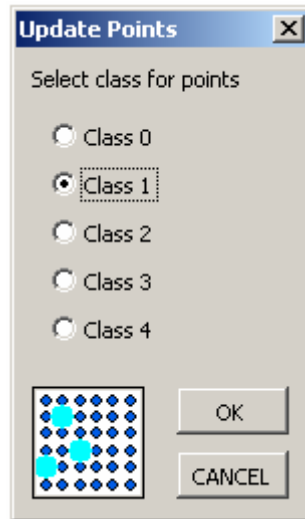 Update Points
Select class for points
Class 0
Class 1
Class 2
Class 3
Class 4
OK
CANCEL